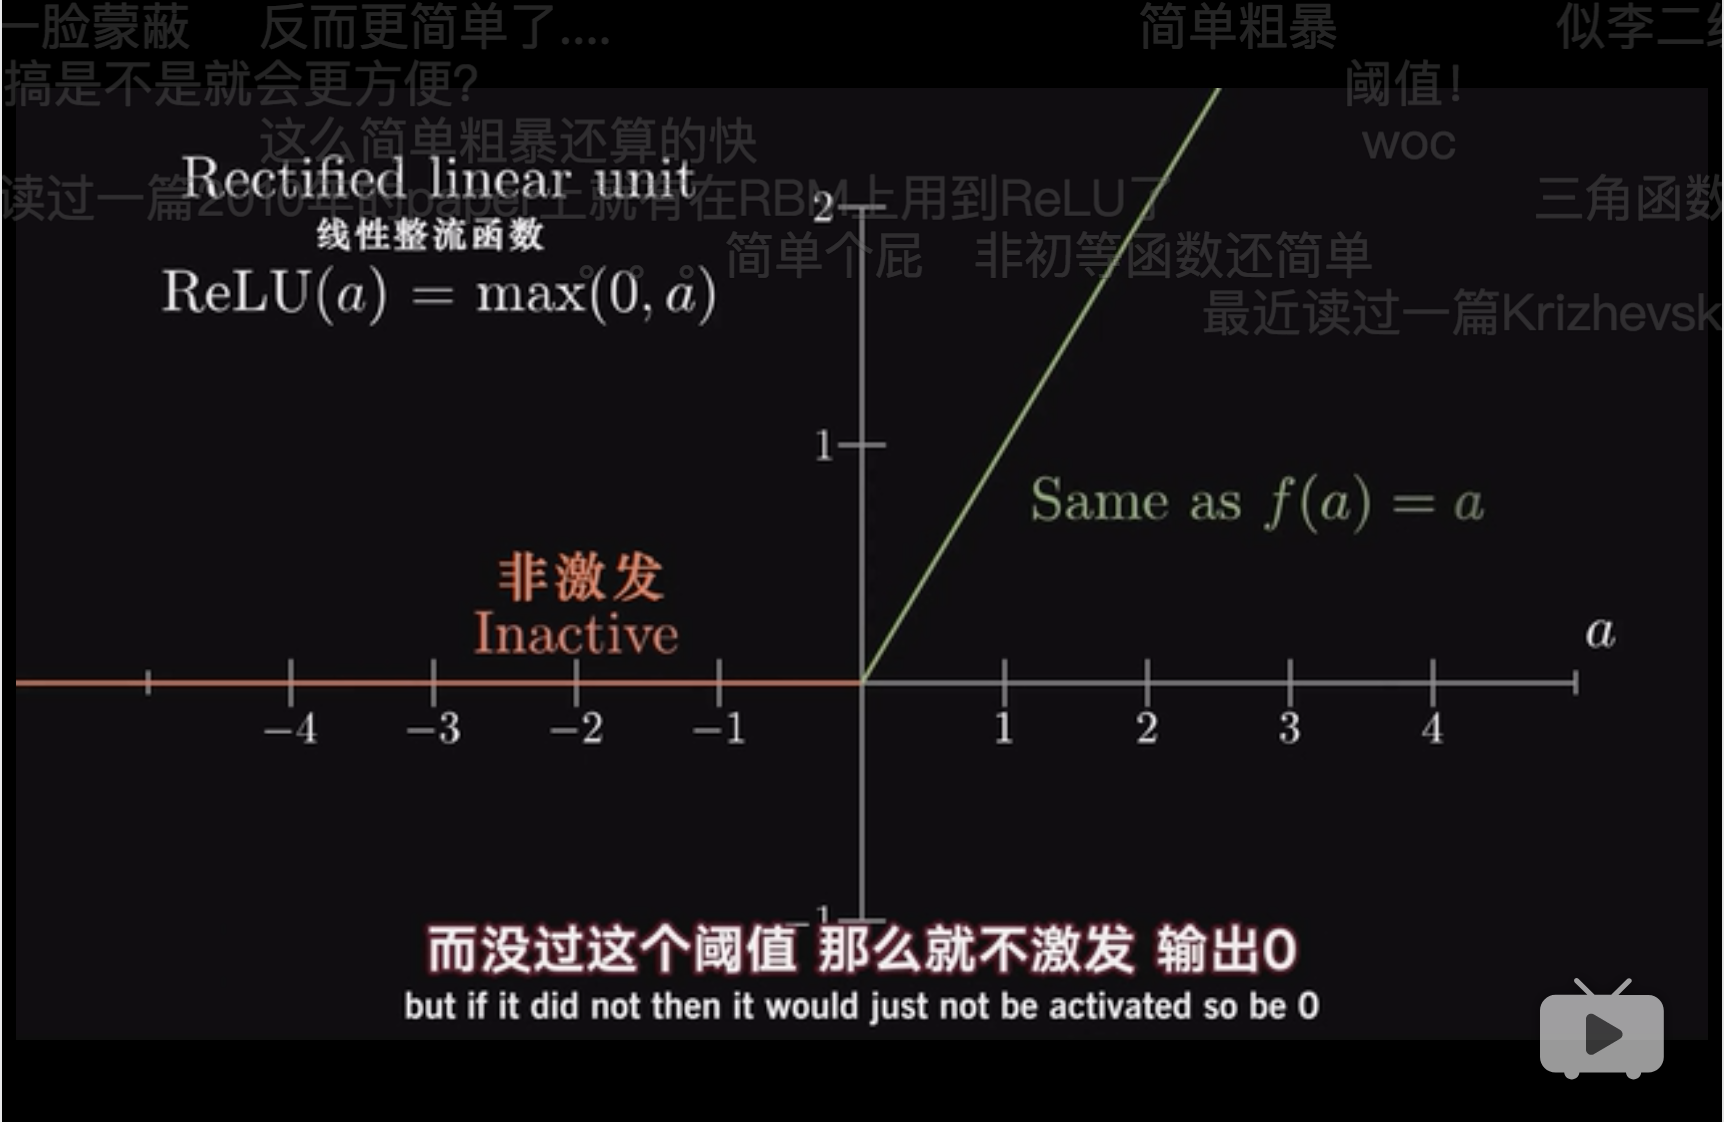 一脸蒙蔽
反而更简单了....
简单粗暴
似李二
搞是不是就会更方便?
阈值!
这么简单粗暴还算的快
woc
Rectified linear unit
读过一篇2010年的paper上就有在RBM上用到ReLU了
三角函数
2
线性整流函数
。。。简单个屁
非初等函数还简单
ReLU(a) = max(0, a)
最近读过一篇Krizhevsk
1
Same as f(a) = a
非激发
Inactive
a
−4 −3 −2 −1 1 2 3 4
−1
而没过这个阈值 那么就不激发 输出0
but if it did not then it would just not be activated so be 0